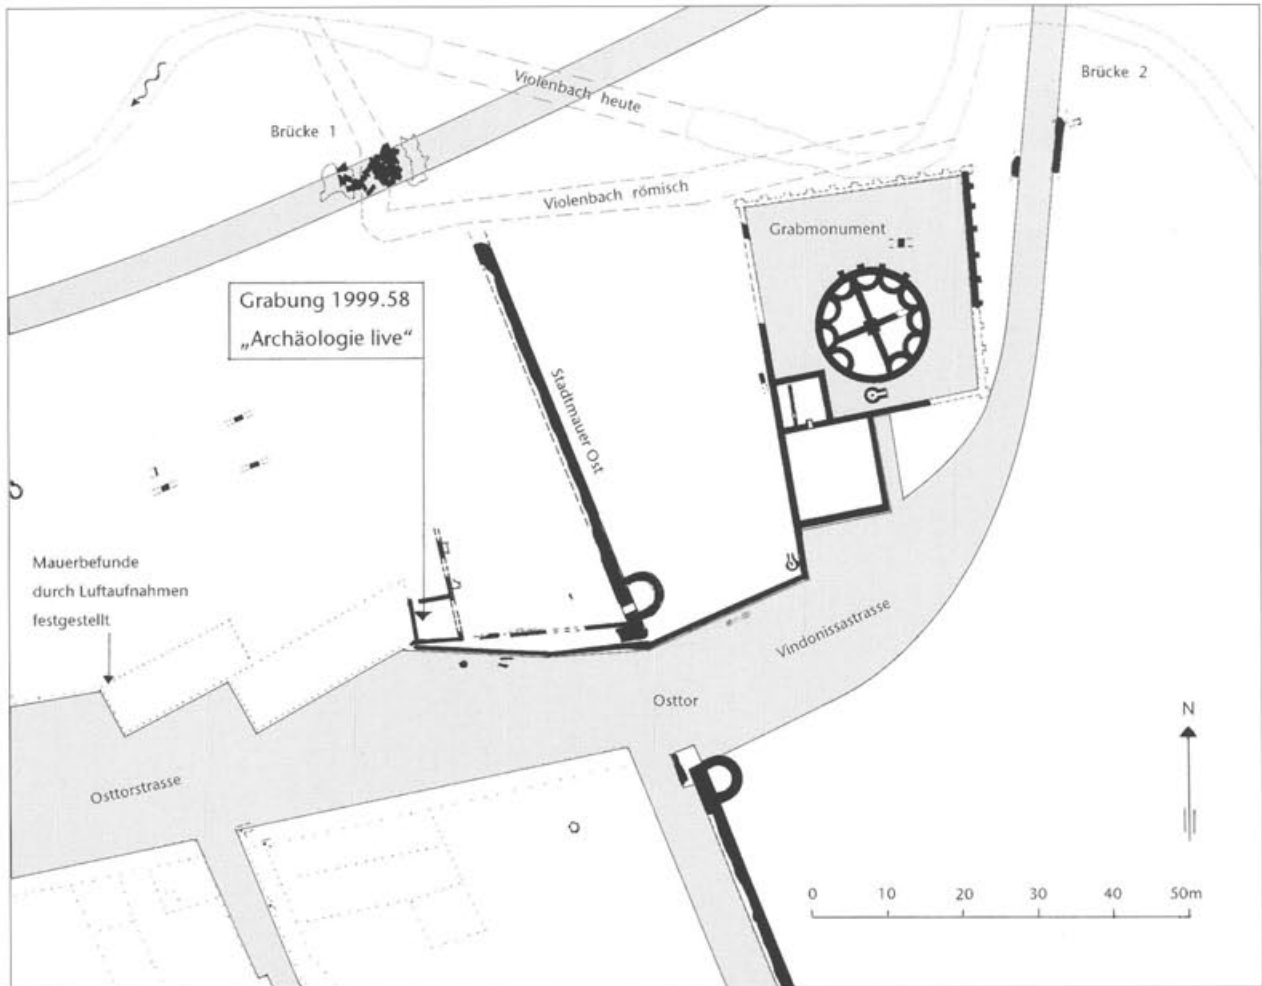 Violenbach heute
Brücke 2
Brücke 1
Violenbach römisch
Grabmonument
Grabung 1999.58
„Archäologie live“
Stadtmauer Ost
Mauerbefunde
durch Luftaufnahmen
festgestellt
Vindonissastrasse
Osttor
N
Osttorstrasse
0 10 20 30 40 50m